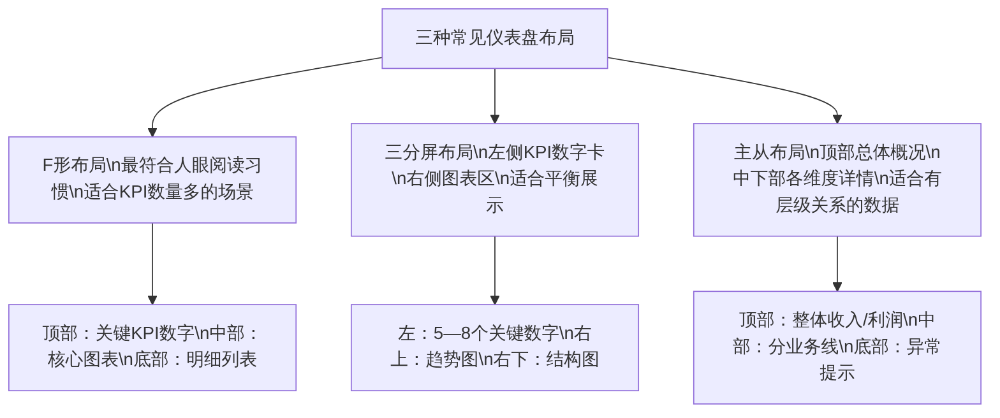 三种常见仪表盘布局
F形布局\n最符合人眼阅读习
惯\n适合KPI数量多的场景
三分屏布局\n左侧KPI数字卡
\n右侧图表区\n适合平衡展
示
主从布局\n顶部总体概况\n
中下部各维度详情\n适合有
层级关系的数据
顶部：关键KPI数字\n中部：
核心图表\n底部：明细列表
左：5—8个关键数字\n右
上：趋势图\n右下：结构图
顶部：整体收入/利润\n中
部：分业务线\n底部：异常
提示